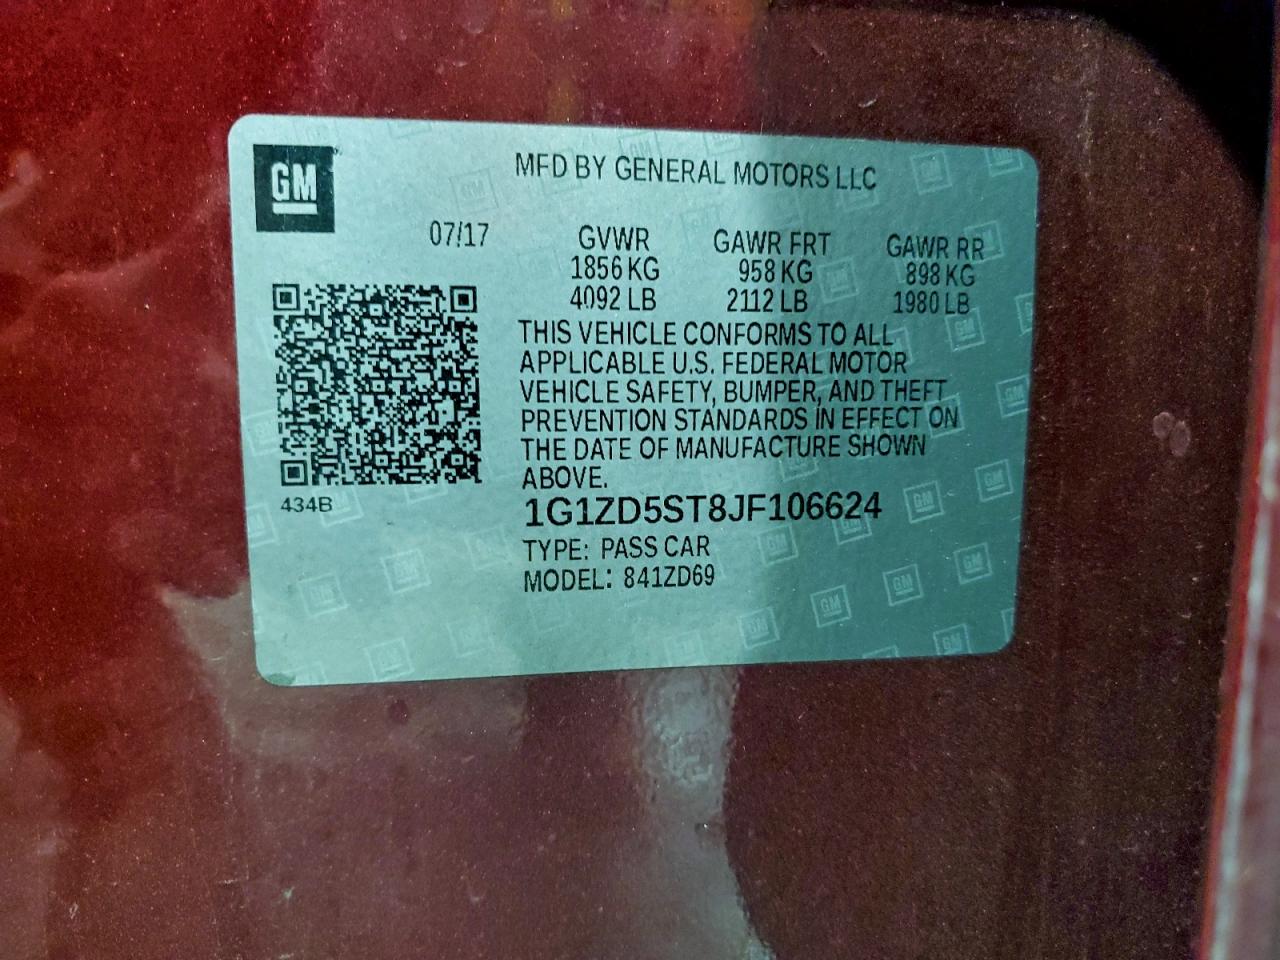 GM
MFD BY GENERAL MOTORS LLC
07/17 GVWR GAWR FRT GAWR RR
1856 KG 958 KG 898 KG
4092 LB 2112 LB 1980 LB
THIS VEHICLE CONFORMS TO ALL
APPLICABLE U.S. FEDERAL MOTOR
VEHICLE SAFETY, BUMPER, AND THEFT
PREVENTION STANDARDS IN EFFECT ON
THE DATE OF MANUFACTURE SHOWN
ABOVE.
434B
1G1ZD5ST8JF106624
TYPE: PASS CAR
MODEL: 841ZD69